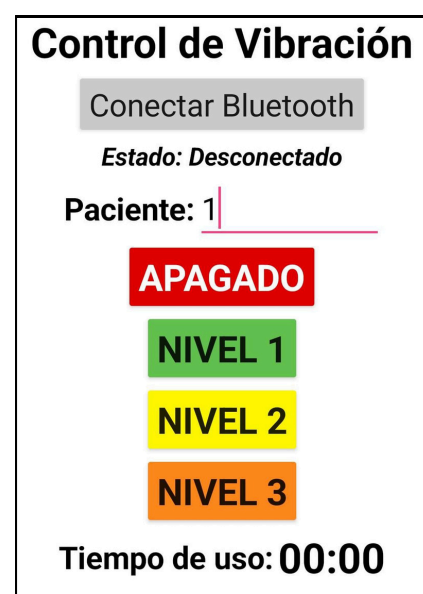 Control de Vibración
Conectar Bluetooth
Estado: Desconectado
Paciente: 1
APAGADO
NIVEL 1
NIVEL 2
NIVEL 3
Tiempo de uso: 00:00